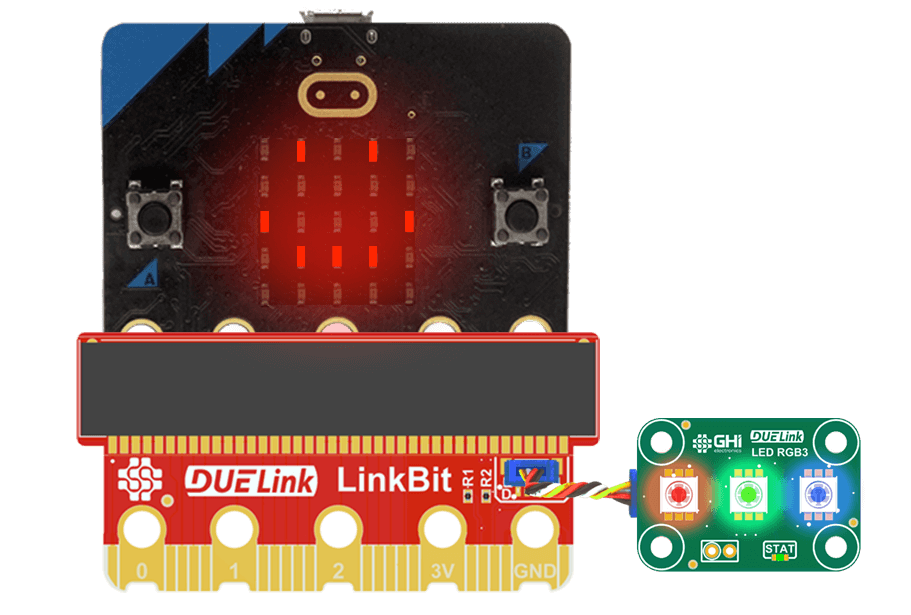 B
A
GHI
electronics
DUELink
LED RGB3
DUELink
LinkBit
R1
R2
D
STAT
0
1
2
3V
GND